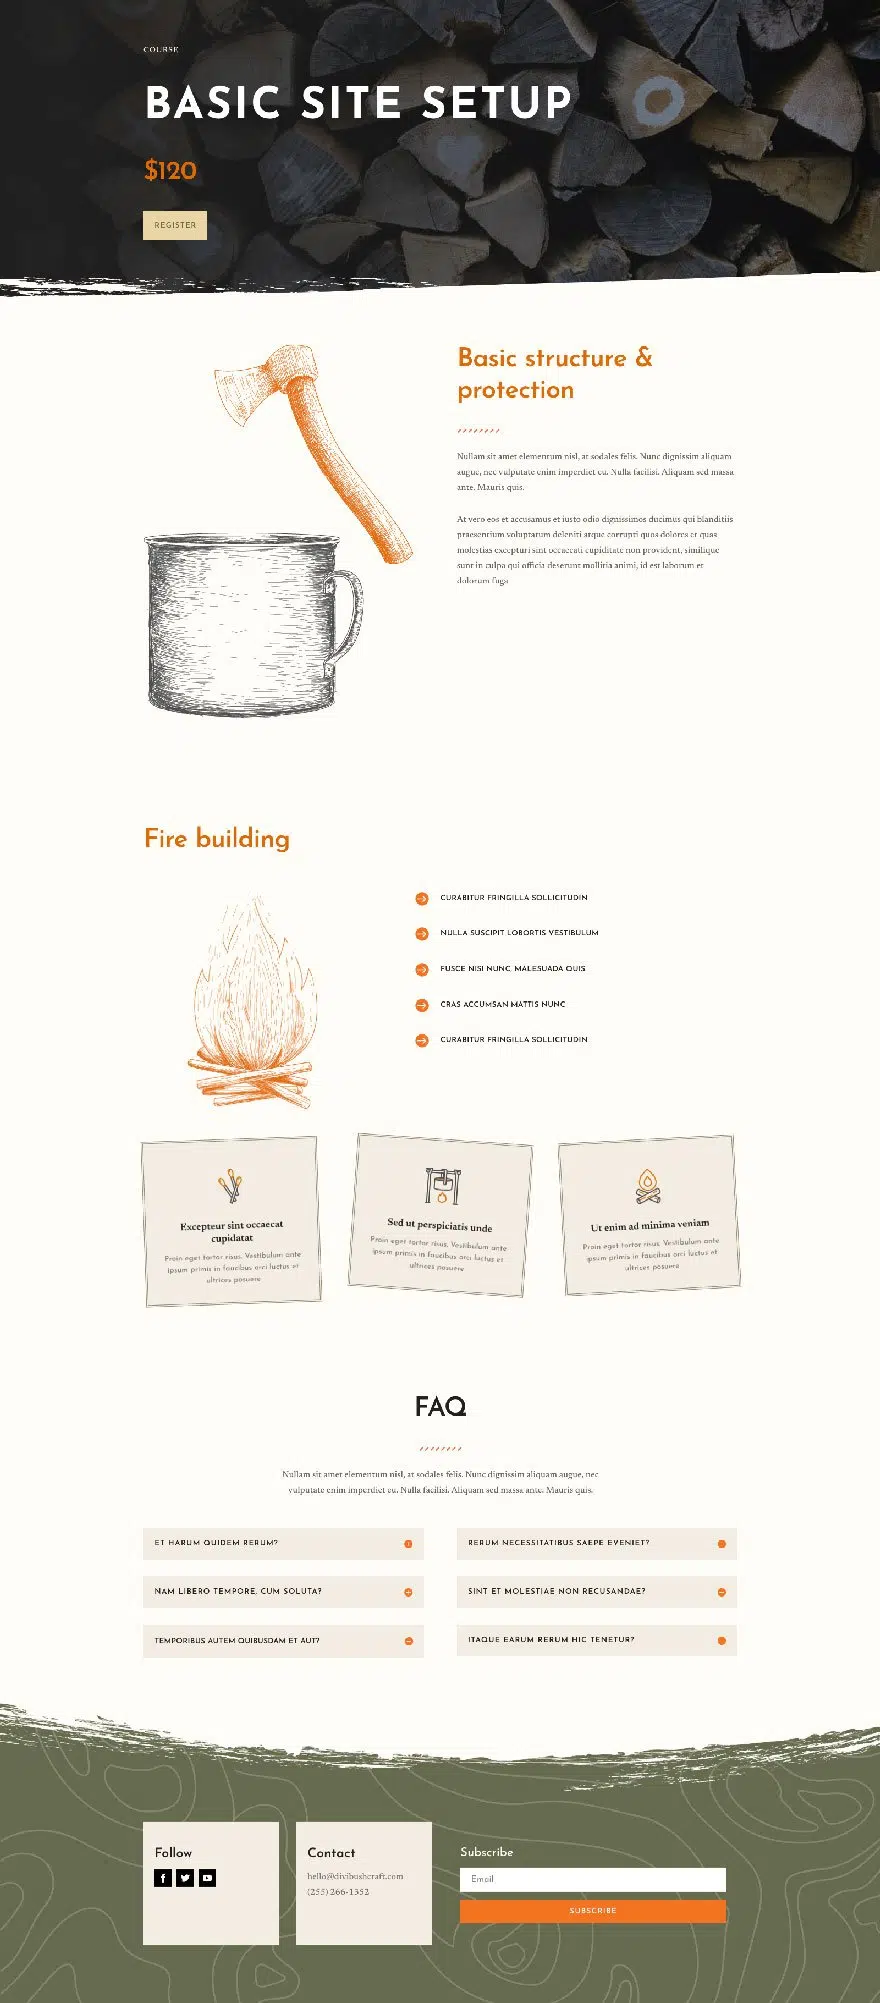 COURSE
BASIC SITE SETUP
$120
REGISTER
Basic structure &
protection
Nullam sit amet elementum nisl, at sodales felis. Nunc dignissim aliquam
augue, nec vulputate enim imperdiet eu. Nulla facilisi. Aliquam sed massa
ante. Mauris quis.
At vero eos et accusamus et iusto odio dignissimos ducimus qui blanditiis
praesentium voluptatum deleniti atque corrupti quos dolores et quas
molestias excepturi sint occaecati cupiditate non provident, similique
sunt in culpa qui officia deserunt mollitia animi, id est laborum et
dolorum fuga
Fire building
CURABITUR FRINGILLA SOLLICITUDIN
NULLA SUSCIPIT LOBORTIS VESTIBULUM
FUSCE NISI NUNC, MALESUADA QUIS
CRAS ACCUMSAN MATTIS NUNC
CURABITUR FRINGILLA SOLLICITUDIN
Excepteur sint occaecat
cupidatat
Proin eget tortor risus. Vestibulum ante
ipsum primis in faucibus orci luctus et
ultrices posuere
Sed ut perspiciatis unde
Proin eget tortor risus. Vestibulum ante
ipsum primis in faucibus orci luctus et
ultrices posuere
Ut enim ad minima veniam
Proin eget tortor risus. Vestibulum ante
ipsum primis in faucibus orci luctus et
ultrices posuere
FAQ
Nullam sit amet elementum nisl, at sodales felis. Nunc dignissim aliquam augue, nec
vulputate enim imperdiet eu. Nulla facilisi. Aliquam sed massa ante. Mauris quis.
ET HARUM QUIDEM RERUM?
RERUM NECESSITATIBUS SAEPE EVENIET?
NAM LIBERO TEMPORE, CUM SOLUTA?
SINT ET MOLESTIAE NON RECUSANDAE?
TEMPORIBUS AUTEM QUIBUSDAM ET AUT?
ITAQUE EARUM RERUM HIC TENETUR?
Follow
Contact
hello@divibushcraft.com
(255) 266-1352
Subscribe
Email
SUBSCRIBE